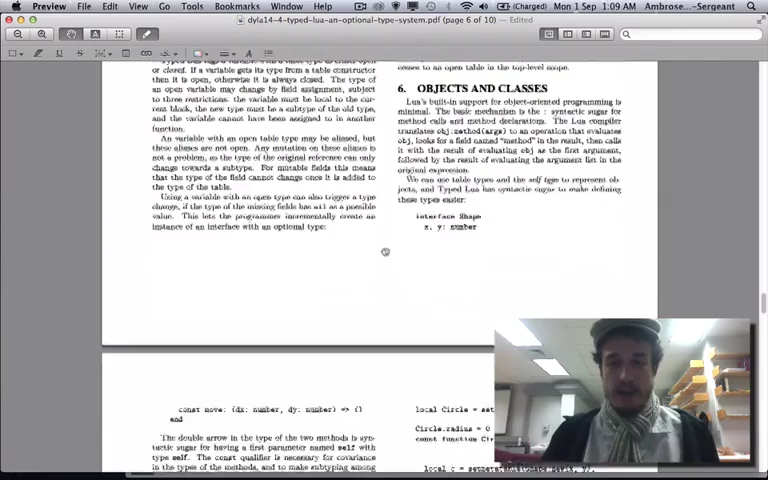 Preview File Edit View Go Tools Bookmarks Window Help (Charged) Mon 1 Sep 1:09 AM Ambrose...-Sergeant
dyla14-4-typed-lua-an-optional-type-system.pdf (page 6 of 10) — Edited
or closed. If a variable gets its type from a table constructor
then it is open, otherwise it is always closed. The type of
an open variable may change by field assignment, subject
to three restrictions: the variable must be local to the cur-
rent block, the new type must be a subtype of the old type,
and the variable cannot have been assigned to in another
function.
An variable with an open table type may be aliased, but
these aliases are not open. Any mutation on these aliases is
not a problem, as the type of the original reference can only
change towards a subtype. For mutable fields this means
that the type of the field cannot change once it is added to
the type of the table.
Using a variable with an open type can also trigger a type
change, if the type of the missing fields has nil as a possible
value. This lets the programmer incrementally create an
instance of an interface with an optional type:
cesses to an open table in the top-level scope.
6. OBJECTS AND CLASSES
Lua's built-in support for object-oriented programming is
minimal. The basic mechanism is the : syntactic sugar for
method calls and method declarations. The Lua compiler
translates obj:method(args) to an operation that evaluates
obj, looks for a field named "method" in the result, then calls
it with the result of evaluating obj as the first argument,
followed by the result of evaluating the argument list in the
original expression.
We can use table types and the self type to represent ob-
jects, and Typed Lua has syntactic sugar to make defining
these types easier:
interface Shape
x, y: number
const move: (dx: number, dy: number) => ()
end
The double arrow in the type of the two methods is syn-
tactic sugar for having a first parameter named self with
type self. The const qualifier is necessary for covariance
in the types of the methods, and to make subtyping among
local Circle =
Circle.radius = 0
const function
local c =